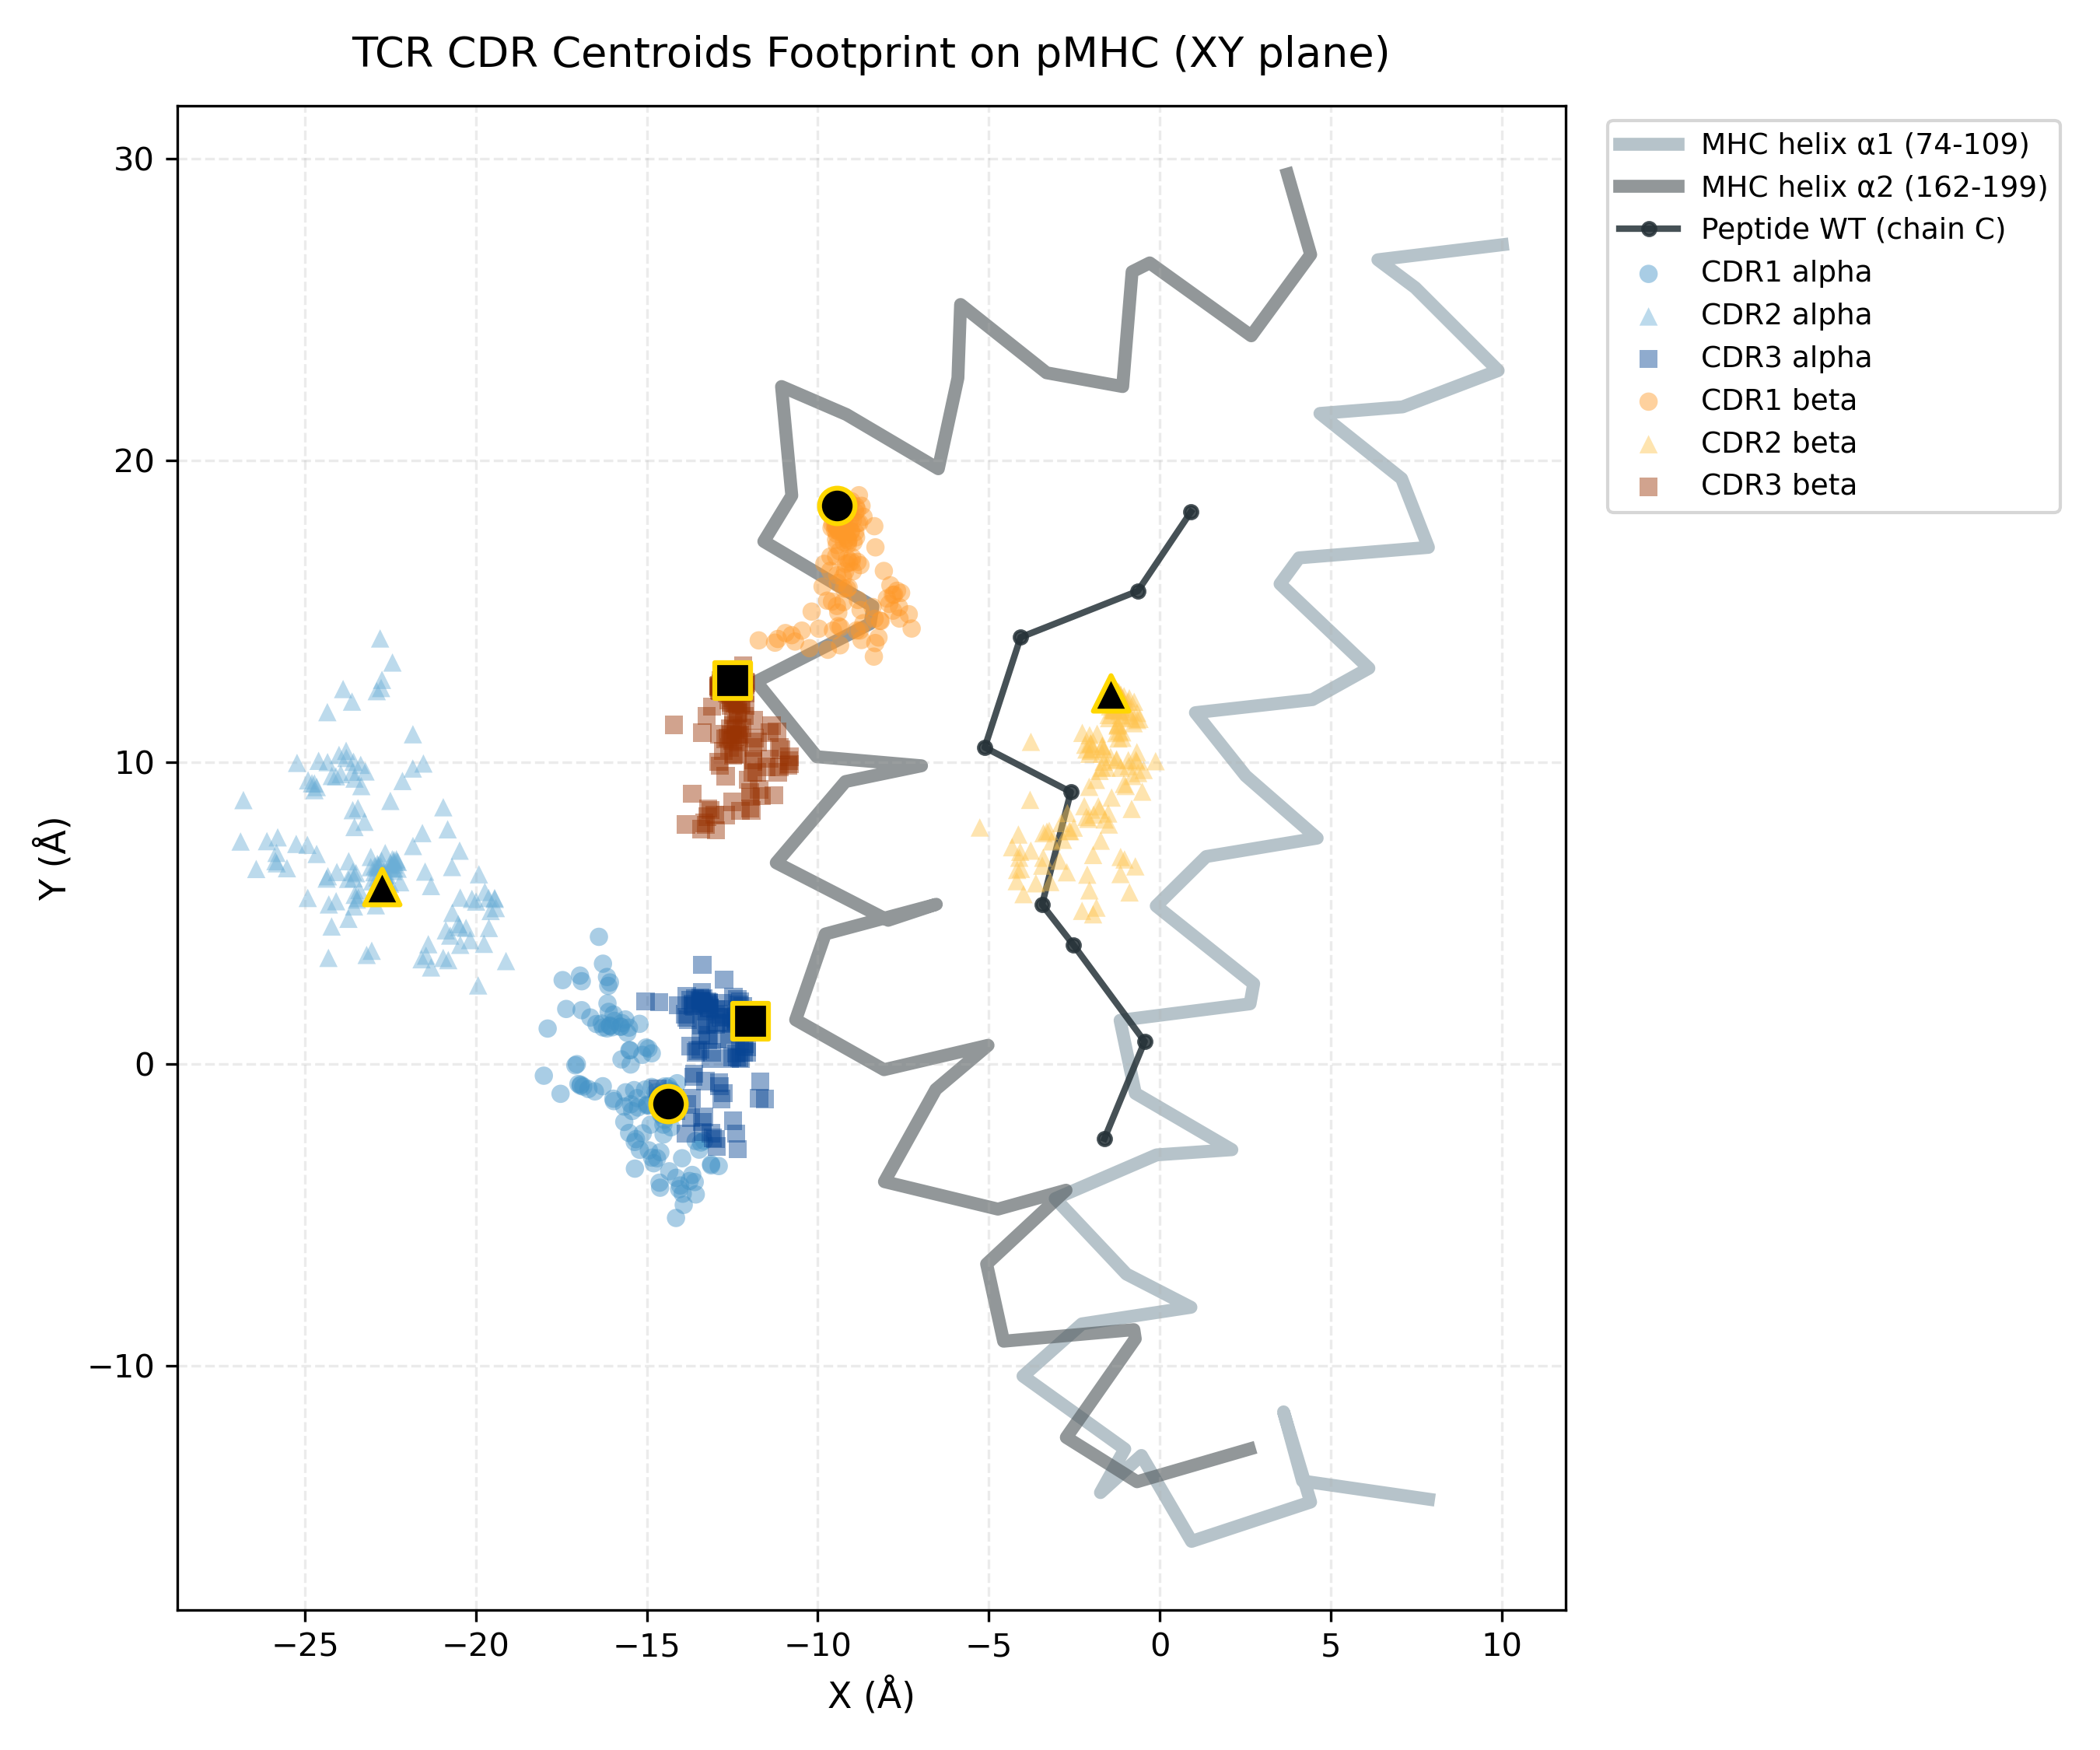 TCR CDR Centroids Footprint on pMHC (XY plane)
MHC helix α1 (74-109)
MHC helix α2 (162-199)
Peptide WT (chain C)
CDR1 alpha
CDR2 alpha
CDR3 alpha
CDR1 beta
CDR2 beta
CDR3 beta
30
20
10
0
−10
Y (Å)
−25 −20 −15 −10 −5 0 5 10
X (Å)